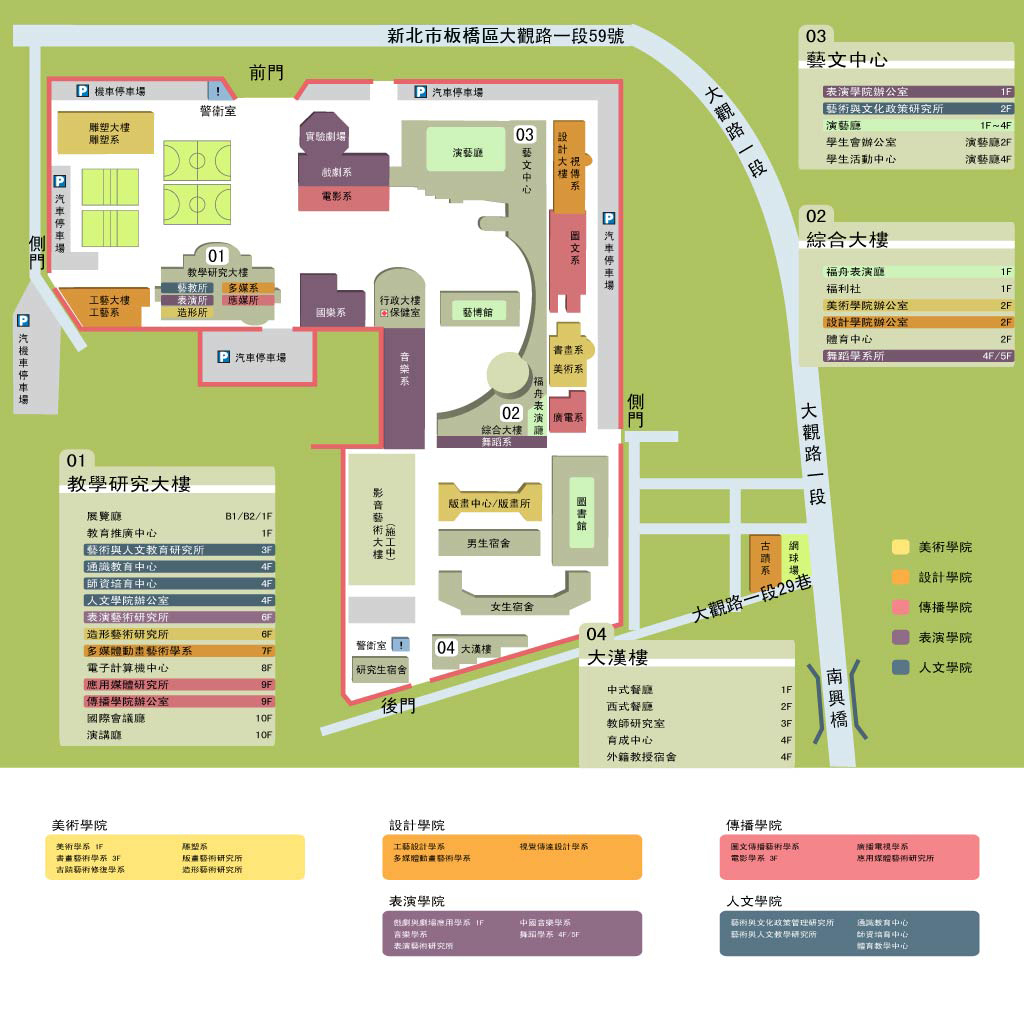 新北市板橋區大觀路一段59號
前門
P 機車停車場
!
警衛室
P 汽車停車場
大觀路一段
雕塑大樓
雕塑系
實驗劇場
戲劇系
電影系
演藝廳
03
藝文中心
設計大樓
視傳系
P
汽車停車場
側門
01
教學研究大樓
藝教所
多媒系
表演所
應媒所
造形所
工藝大樓
工藝系
國樂系
行政大樓
保健室
藝博館
圖文系
P
汽車停車場
P
汽機車停車場
P 汽車停車場
音樂系
書畫系
美術系
福舟表演廳
廣電系
02
綜合大樓
舞蹈系
側門
大觀路一段
影音藝術大樓
(施工中)
版畫中心/版畫所
男生宿舍
女生宿舍
圖書館
古蹟系
網球場
大觀路一段29巷
警衛室
!
研究生宿舍
04
大漢樓
後門
南興橋
03
藝文中心
表演學院辦公室 1F
藝術與文化政策研究所 2F
演藝廳 1F~4F
學生會辦公室 演藝廳2F
學生活動中心 演藝廳4F
02
綜合大樓
福舟表演廳 1F
福利社 1F
美術學院辦公室 2F
設計學院辦公室 2F
體育中心 2F
舞蹈學系所 4F/5F
01
教學研究大樓
展覽廳 B1/B2/1F
教育推廣中心 1F
藝術與人文教育研究所 3F
通識教育中心 4F
師資培育中心 4F
人文學院辦公室 4F
表演藝術研究所 6F
造形藝術研究所 6F
多媒體動畫藝術學系 7F
電子計算機中心 8F
應用媒體研究所 9F
傳播學院辦公室 9F
國際會議廳 10F
演講廳 10F
04
大漢樓
中式餐廳 1F
西式餐廳 2F
教師研究室 3F
育成中心 4F
外籍教授宿舍 4F
美術學院
設計學院
傳播學院
表演學院
人文學院
美術學院
美術學系 1F 雕塑系
書畫藝術學系 3F 版畫藝術研究所
古蹟藝術修復學系 造形藝術研究所
設計學院
工藝設計學系 視覺傳達設計學系
多媒體動畫藝術學系
傳播學院
圖文傳播藝術學系 廣播電視學系
電影學系 3F 應用媒體藝術研究所
表演學院
戲劇與劇場應用學系 1F 中國音樂學系
音樂學系 舞蹈學系 4F/5F
表演藝術研究所
人文學院
藝術與文化政策管理研究所 通識教育中心
藝術與人文教學研究所 師資培育中心
體育教學中心